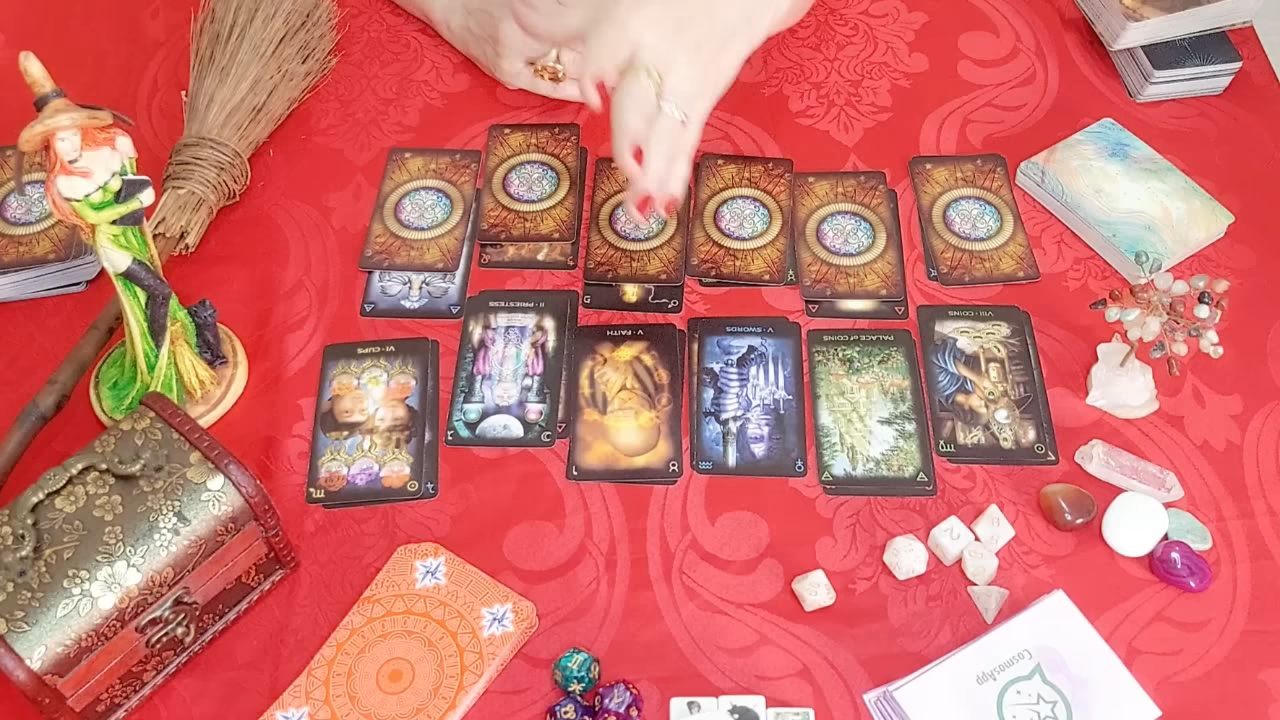 II · PRIESTESS
VI · CUPS
V · FAITH
V · SWORDS
PALACE of COINS
VIII · COINS
CosmosApp